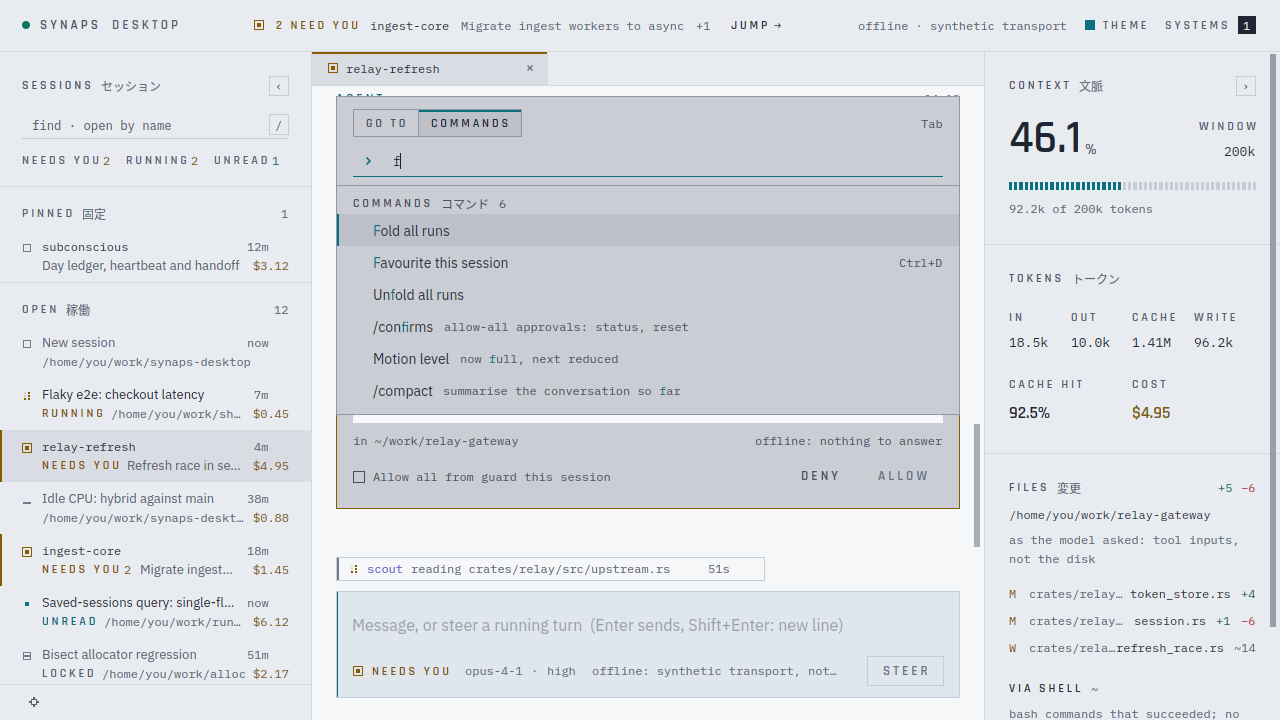 SYNAPS DESKTOP
2 NEED YOU ingest-core Migrate ingest workers to async +1 JUMP →
offline · synthetic transport THEME SYSTEMS 1
SESSIONS セッション ‹
find · open by name /
NEEDS YOU 2 RUNNING 2 UNREAD 1
PINNED 固定 1
subconscious 12m
Day ledger, heartbeat and handoff $3.12
OPEN 稼働 12
New session now
/home/you/work/synaps-desktop
Flaky e2e: checkout latency 7m
RUNNING /home/you/work/sh… $0.45
relay-refresh 4m
NEEDS YOU Refresh race in se… $4.95
Idle CPU: hybrid against main 38m
/home/you/work/synaps-deskt… $0.88
ingest-core 18m
NEEDS YOU 2 Migrate ingest… $1.45
Saved-sessions query: single-fl… now
UNREAD /home/you/work/run… $6.12
Bisect allocator regression 51m
LOCKED /home/you/work/alloc $2.17
relay-refresh ×
GO TO COMMANDS Tab
› f
COMMANDS コマンド 6
Fold all runs
Favourite this session Ctrl+D
Unfold all runs
/confirms allow-all approvals: status, reset
Motion level now full, next reduced
/compact summarise the conversation so far
in ~/work/relay-gateway offline: nothing to answer
Allow all from guard this session DENY ALLOW
scout reading crates/relay/src/upstream.rs 51s
Message, or steer a running turn (Enter sends, Shift+Enter: new line)
NEEDS YOU opus-4-1 · high offline: synthetic transport, not… STEER
CONTEXT 文脈 ›
46.1% WINDOW
200k
92.2k of 200k tokens
TOKENS トークン
IN OUT CACHE WRITE
18.5k 10.0k 1.41M 96.2k
CACHE HIT COST
92.5% $4.95
FILES 変更 +5 −6
/home/you/work/relay-gateway
as the model asked: tool inputs,
not the disk
M crates/relay… token_store.rs +4
M crates/relay… session.rs +1 −6
W crates/rela…refresh_race.rs ~14
VIA SHELL ~
bash commands that succeeded; no